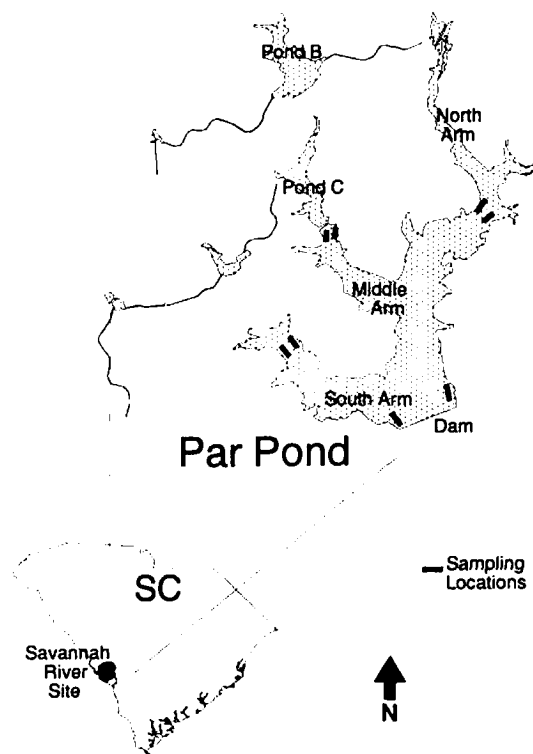 Pond B
North
Arm
Pond C
Middle
Arm
South Arm
Dam
Par Pond
SC
Sampling
Locations
Savannah
River
Site
N